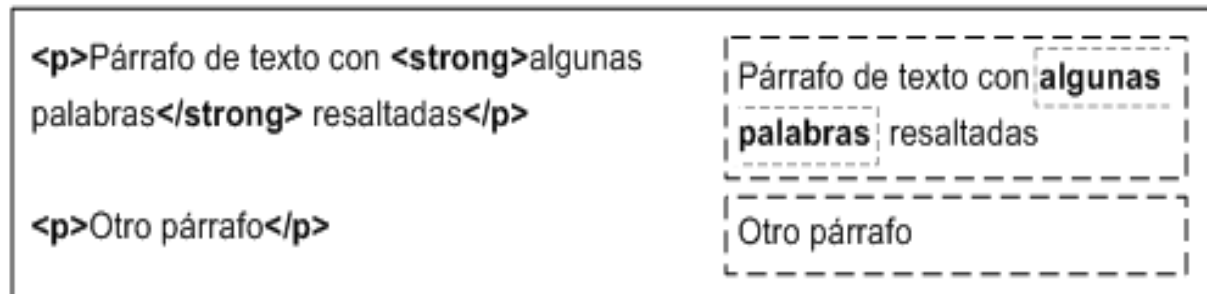 <p>Párrafo de texto con <strong>algunas
palabras</strong> resaltadas</p>
<p>Otro párrafo</p>
Párrafo de texto con algunas
palabras resaltadas
Otro párrafo